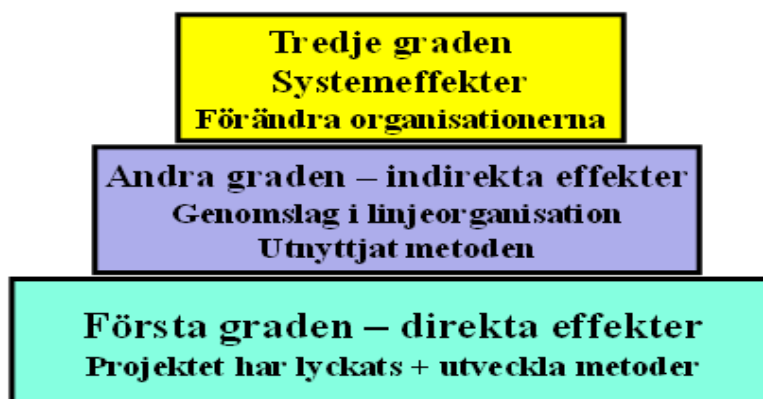 Tredje graden
Systemeffekter
Förändra organisationerna
Andra graden – indirekta effekter
Genomslag i linjeorganisation
Utnyttjat metoden
Första graden – direkta effekter
Projektet har lyckats + utveckla metoder